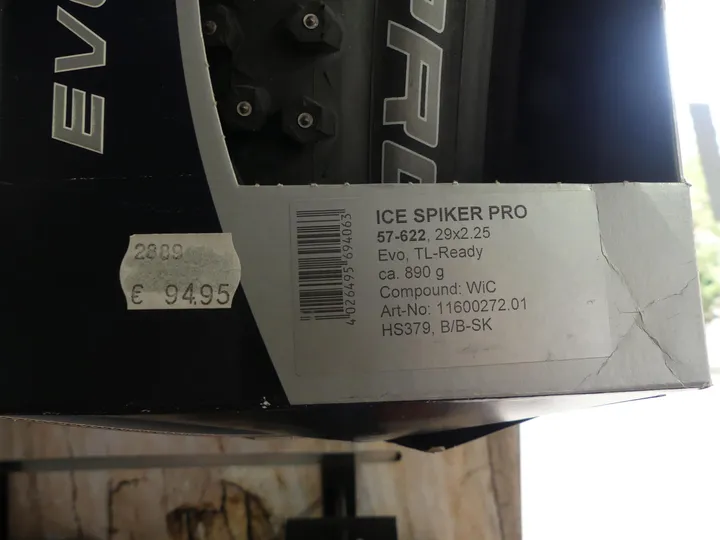 EVO
PRO
2889
€ 94.95
4 026495 694063
ICE SPIKER PRO
57-622, 29x2.25
Evo, TL-Ready
ca. 890 g
Compound: WiC
Art-No: 11600272.01
HS379, B/B-SK